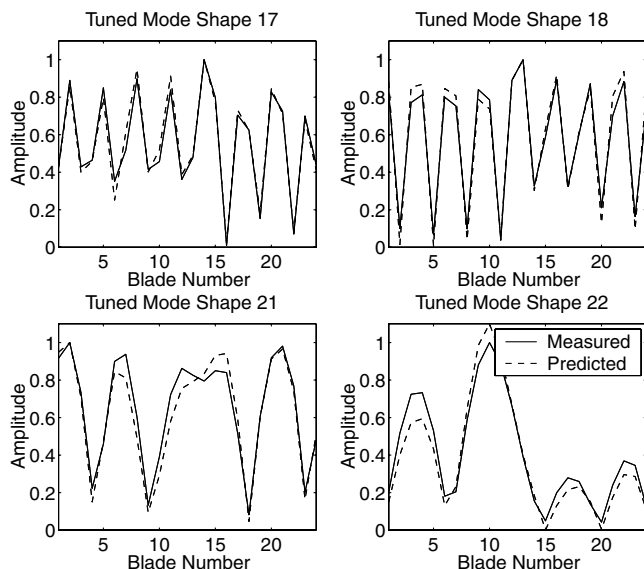 Tuned Mode Shape 17
1
0.8
0.6
0.4
0.2
0
Amplitude
5 10 15 20
Blade Number
Tuned Mode Shape 18
1
0.8
0.6
0.4
0.2
0
Amplitude
5 10 15 20
Blade Number
Tuned Mode Shape 21
1
0.8
0.6
0.4
0.2
0
Amplitude
5 10 15 20
Blade Number
Tuned Mode Shape 22
1
0.8
0.6
0.4
0.2
0
Amplitude
Measured
Predicted
5 10 15 20
Blade Number